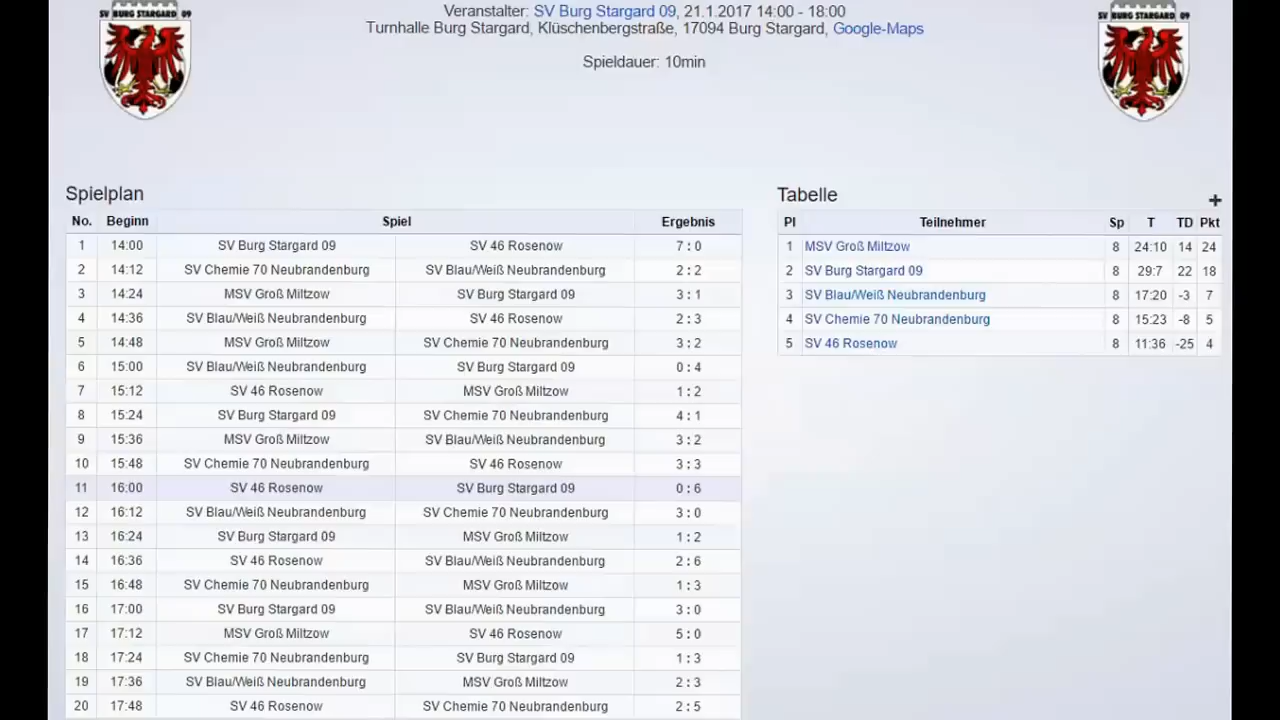 SV BURG STARGARD 09
SV BURG STARGARD 09
Veranstalter: SV Burg Stargard 09, 21.1.2017 14:00 - 18:00
Turnhalle Burg Stargard, Klüschenbergstraße, 17094 Burg Stargard, Google-Maps
Spieldauer: 10min
Spielplan
No. Beginn Spiel Ergebnis
1 14:00 SV Burg Stargard 09 SV 46 Rosenow 7 : 0
2 14:12 SV Chemie 70 Neubrandenburg SV Blau/Weiß Neubrandenburg 2 : 2
3 14:24 MSV Groß Miltzow SV Burg Stargard 09 3 : 1
4 14:36 SV Blau/Weiß Neubrandenburg SV 46 Rosenow 2 : 3
5 14:48 MSV Groß Miltzow SV Chemie 70 Neubrandenburg 3 : 2
6 15:00 SV Blau/Weiß Neubrandenburg SV Burg Stargard 09 0 : 4
7 15:12 SV 46 Rosenow MSV Groß Miltzow 1 : 2
8 15:24 SV Burg Stargard 09 SV Chemie 70 Neubrandenburg 4 : 1
9 15:36 MSV Groß Miltzow SV Blau/Weiß Neubrandenburg 3 : 2
10 15:48 SV Chemie 70 Neubrandenburg SV 46 Rosenow 3 : 3
11 16:00 SV 46 Rosenow SV Burg Stargard 09 0 : 6
12 16:12 SV Blau/Weiß Neubrandenburg SV Chemie 70 Neubrandenburg 3 : 0
13 16:24 SV Burg Stargard 09 MSV Groß Miltzow 1 : 2
14 16:36 SV 46 Rosenow SV Blau/Weiß Neubrandenburg 2 : 6
15 16:48 SV Chemie 70 Neubrandenburg MSV Groß Miltzow 1 : 3
16 17:00 SV Burg Stargard 09 SV Blau/Weiß Neubrandenburg 3 : 0
17 17:12 MSV Groß Miltzow SV 46 Rosenow 5 : 0
18 17:24 SV Chemie 70 Neubrandenburg SV Burg Stargard 09 1 : 3
19 17:36 SV Blau/Weiß Neubrandenburg MSV Groß Miltzow 2 : 3
20 17:48 SV 46 Rosenow SV Chemie 70 Neubrandenburg 2 : 5
Tabelle
+
Pl Teilnehmer Sp T TD Pkt
1 MSV Groß Miltzow 8 24:10 14 24
2 SV Burg Stargard 09 8 29:7 22 18
3 SV Blau/Weiß Neubrandenburg 8 17:20 -3 7
4 SV Chemie 70 Neubrandenburg 8 15:23 -8 5
5 SV 46 Rosenow 8 11:36 -25 4